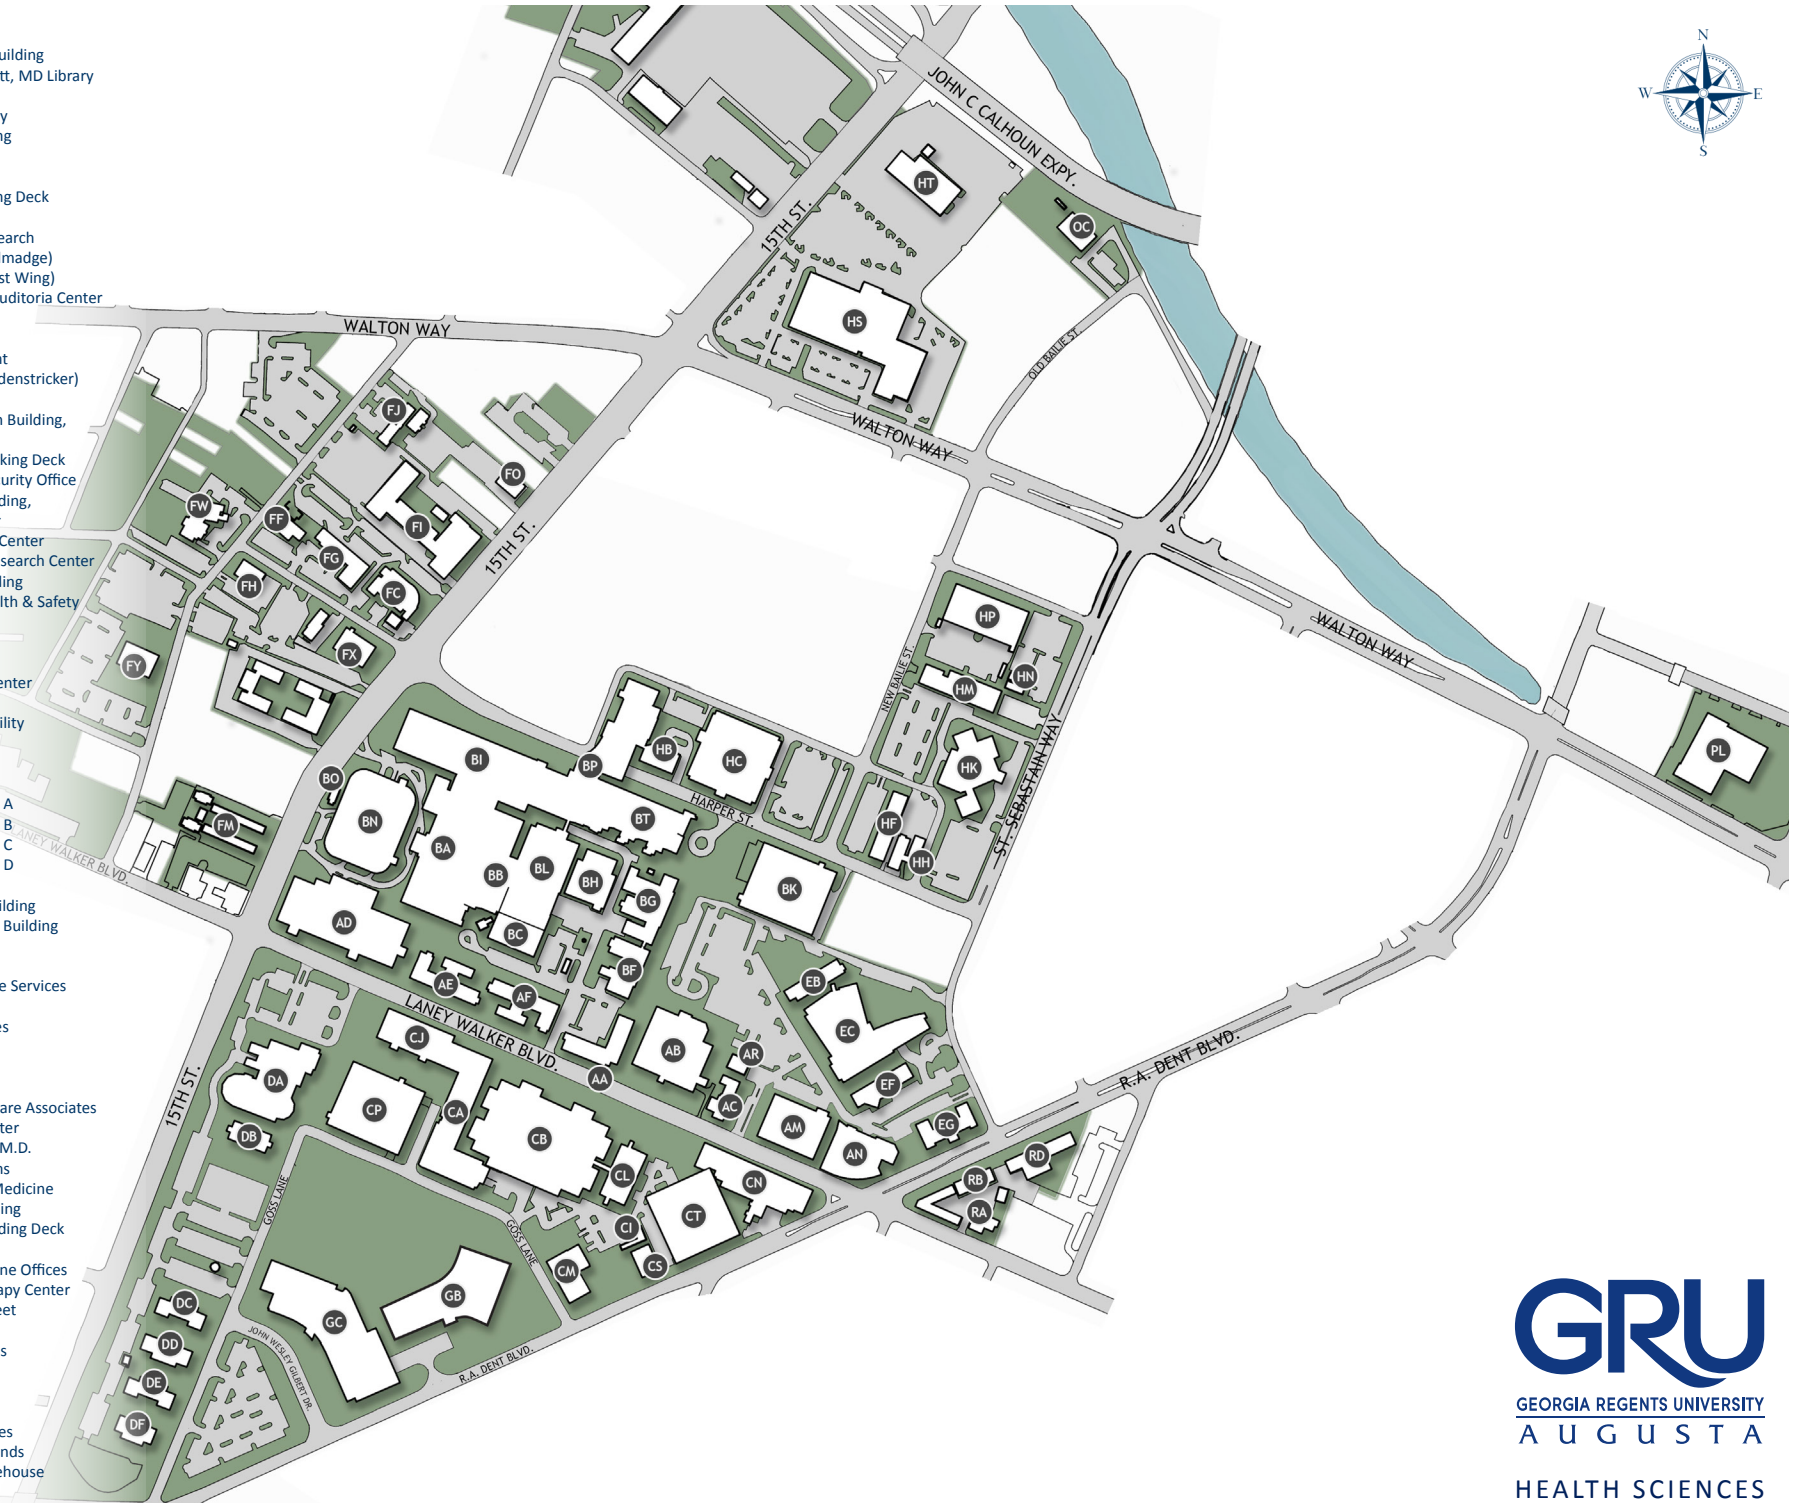 uilding
tt, MD Library
y
ng
ng Deck
earch
lmadge)
st Wing)
uditoria Center
nt
denstricker)
n Building,
king Deck
curity Office
ding,
Center
search Center
ding
lth & Safety
enter
ility
A
B
C
D
ilding
Building
e Services
es
are Associates
ter
M.D.
ns
Medicine
ing
ding Deck
ne Offices
apy Center
eet
s
es
nds
ehouse
N
W
E
S
JOHN C CALHOUN EXPY.
HT
OC
15TH ST.
HS
WALTON WAY
OLD BAILIE ST.
FJ
WALTON WAY
FO
FW
FF
FI
15TH ST.
FG
FH
FC
HP
WALTON WAY
FX
FY
NEW BAILIE ST.
HN
HM
ST. SEBASTAIN WAY
PL
HB
BI
BP
HC
HK
BO
HARPER ST.
BN
BT
HF
FM
LANEY WALKER BLVD.
BA
HH
BB
BL
BH
BK
BG
AD
BC
BF
EB
AE
AF
LANEY WALKER BLVD.
EC
CJ
AB
AR
R.A. DENT BLVD.
DA
AA
EF
15TH ST.
CP
CA
AC
EG
DB
CB
AM
AN
RD
CL
CN
RB
GOSS LANE
RA
GOSS LANE
CI
CT
CS
CM
GB
DC
GC
DD
JOHN WESLEY GILBERT DR.
R.A. DENT BLVD.
DE
DF
GRU
GEORGIA REGENTS UNIVERSITY
AUGUSTA
HEALTH SCIENCES